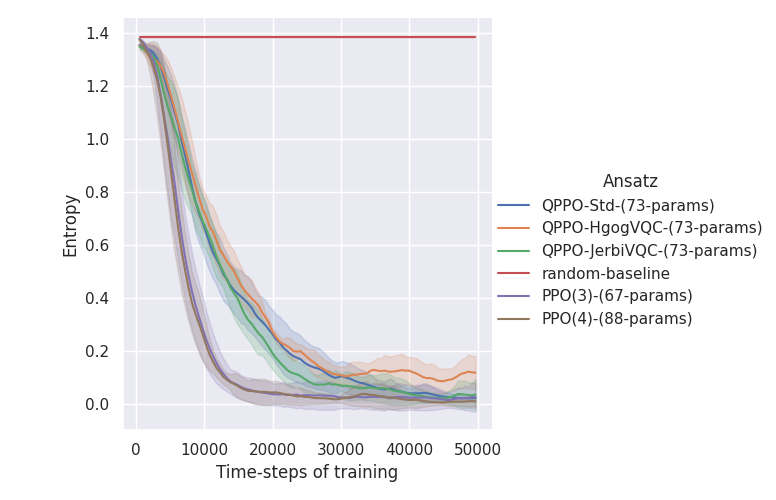 1.4
1.2
1.0
0.8
0.6
0.4
0.2
0.0
Entropy
0 10000 20000 30000 40000 50000
Time-steps of training
Ansatz
QPPO-Std-(73-params)
QPPO-HgogVQC-(73-params)
QPPO-JerbiVQC-(73-params)
random-baseline
PPO(3)-(67-params)
PPO(4)-(88-params)